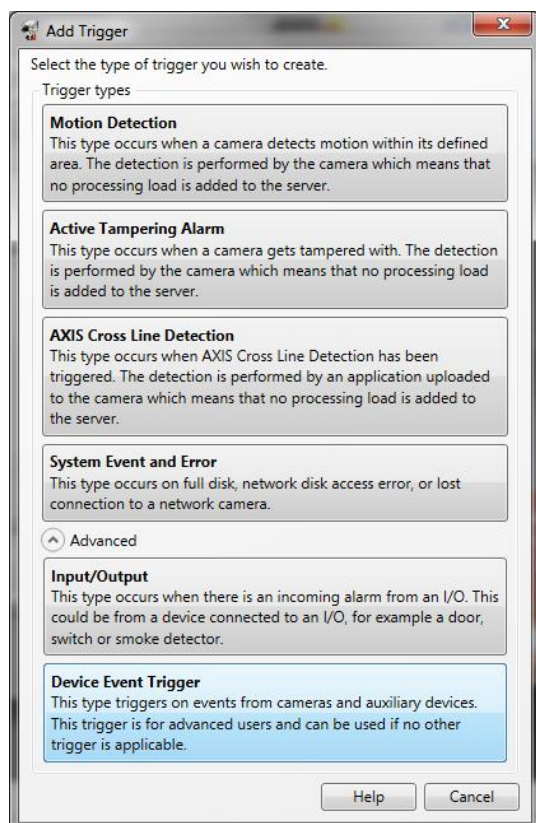 Add Trigger
Select the type of trigger you wish to create.
Trigger types
Motion Detection
This type occurs when a camera detects motion within its defined
area. The detection is performed by the camera which means that
no processing load is added to the server.
Active Tampering Alarm
This type occurs when a camera gets tampered with. The detection
is performed by the camera which means that no processing load
is added to the server.
AXIS Cross Line Detection
This type occurs when AXIS Cross Line Detection has been
triggered. The detection is performed by an application uploaded
to the camera which means that no processing load is added to
the server.
System Event and Error
This type occurs on full disk, network disk access error, or lost
connection to a network camera.
Advanced
Input/Output
This type occurs when there is an incoming alarm from an I/O. This
could be from a device connected to an I/O, for example a door,
switch or smoke detector.
Device Event Trigger
This type triggers on events from cameras and auxiliary devices.
This trigger is for advanced users and can be used if no other
trigger is applicable.
Help Cancel